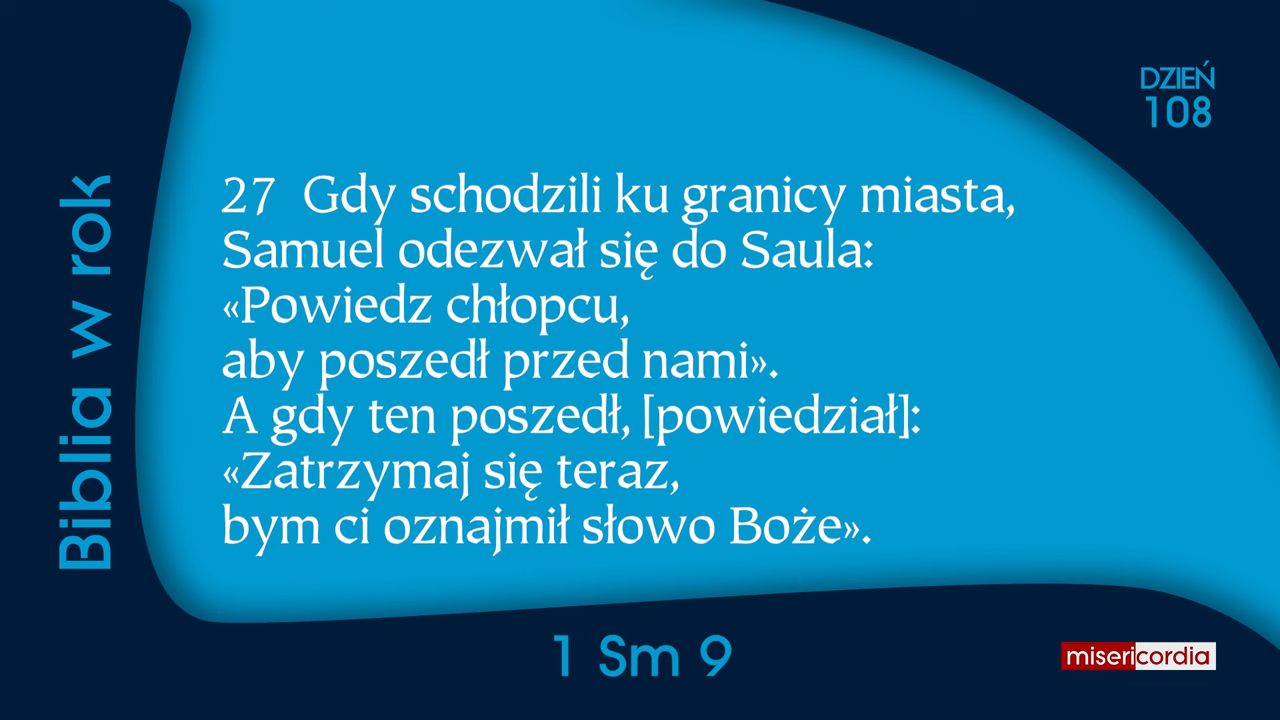 DZIEŃ
108
Biblia w rok
27 Gdy schodzili ku granicy miasta,
Samuel odezwał się do Saula:
«Powiedz chłopcu,
aby poszedł przed nami».
A gdy ten poszedł, [powiedział]:
«Zatrzymaj się teraz,
bym ci oznajmił słowo Boże».
1 Sm 9
misericordia